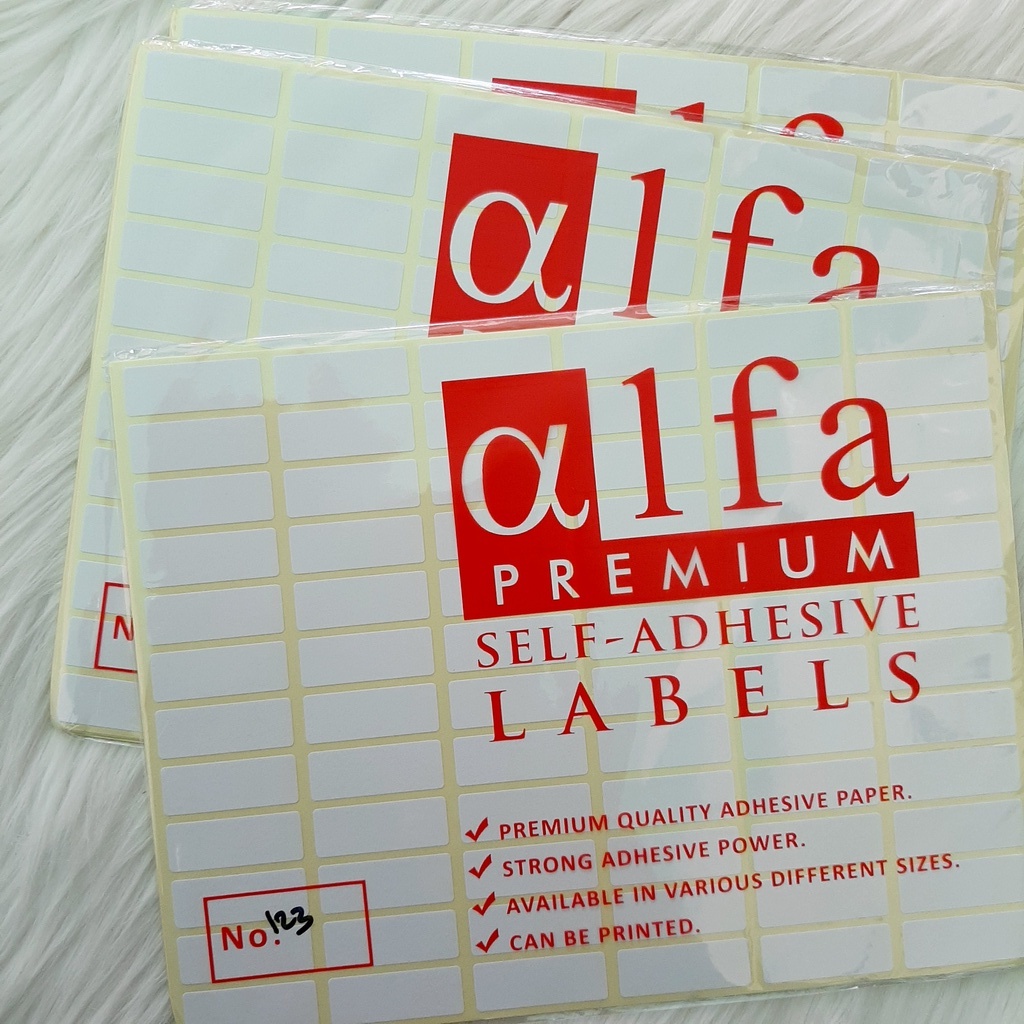 αlfa
αlfa
PREMIUM
SELF-ADHESIVE
LABELS
✓ PREMIUM QUALITY ADHESIVE PAPER.
✓ STRONG ADHESIVE POWER.
✓ AVAILABLE IN VARIOUS DIFFERENT SIZES.
✓ CAN BE PRINTED.
No. 123